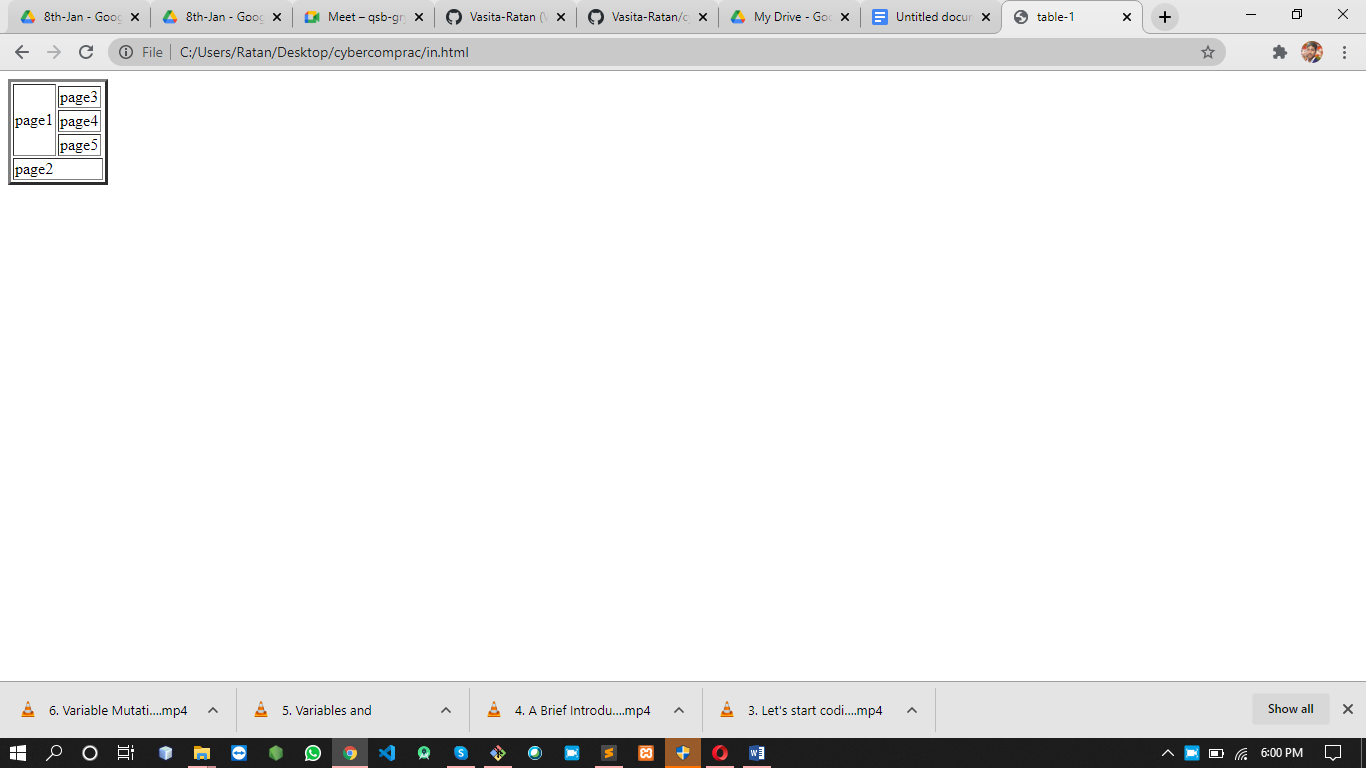 8th-Jan - Goog
8th-Jan - Goog
Meet – qsb-gr
Vasita-Ratan (V
Vasita-Ratan/cy
My Drive - Goo
Untitled docum
table-1
File
C:/Users/Ratan/Desktop/cybercomprac/in.html
page3
page1
page4
page5
page2
6. Variable Mutati....mp4
5. Variables and
4. A Brief Introdu....mp4
3. Let's start codi....mp4
Show all
6:00 PM